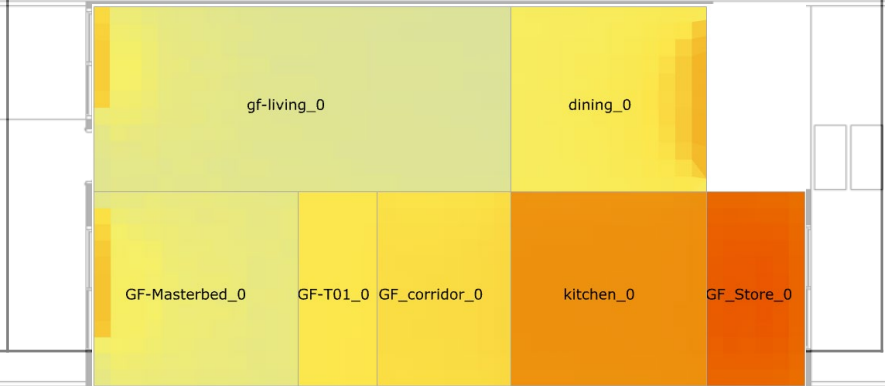 gf-living_0
dining_0
GF-Masterbed_0
GF-T01_0
GF_corridor_0
kitchen_0
GF_Store_0